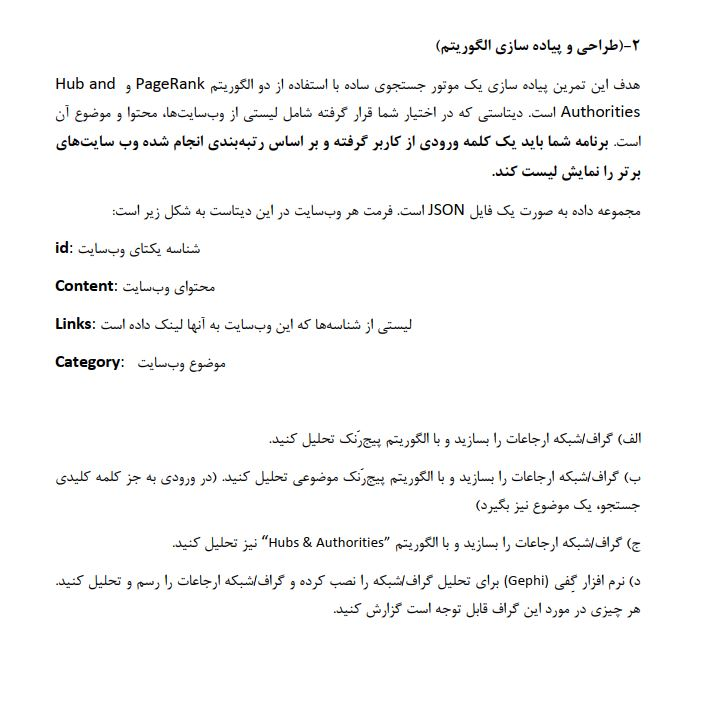 ۲-(طراحی و پیاده سازی الگوریتم)
هدف این تمرین پیاده سازی یک موتور جستجوی ساده با استفاده از دو الگوریتم PageRank و Hub and
Authorities است. دیتاستی که در اختیار شما قرار گرفته شامل لیستی از وب‌سایت‌ها، محتوا و موضوع آن
است. برنامه شما باید یک کلمه ورودی از کاربر گرفته و بر اساس رتبه‌بندی انجام شده وب سایت‌های
برتر را نمایش لیست کند.
مجموعه داده به صورت یک فایل JSON است. فرمت هر وب‌سایت در این دیتاست به شکل زیر است:
id: شناسه یکتای وب‌سایت
Content: محتوای وب‌سایت
Links: لیستی از شناسه‌ها که این وب‌سایت به آنها لینک داده است
Category: موضوع وب‌سایت
الف) گراف/شبکه ارجاعات را بسازید و با الگوریتم پیج‌رَنک تحلیل کنید.
ب) گراف/شبکه ارجاعات را بسازید و با الگوریتم پیج‌رَنک موضوعی تحلیل کنید. (در ورودی به جز کلمه کلیدی
جستجو، یک موضوع نیز بگیرد)
ج) گراف/شبکه ارجاعات را بسازید و با الگوریتم "Hubs & Authorities" نیز تحلیل کنید.
د) نرم افزار گِفی (Gephi) برای تحلیل گراف/شبکه را نصب کرده و گراف/شبکه ارجاعات را رسم و تحلیل کنید.
هر چیزی در مورد این گراف قابل توجه است گزارش کنید.